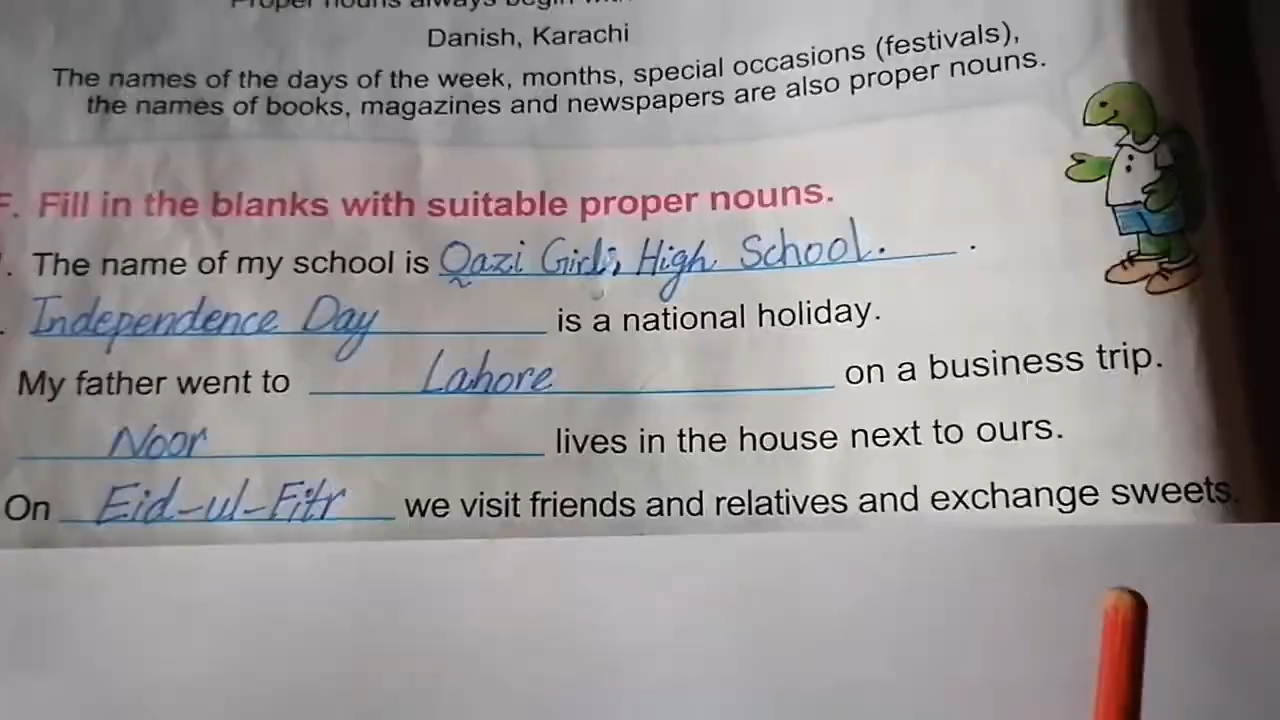 Proper nouns always begin
Danish, Karachi
The names of the days of the week, months, special occasions (festivals),
the names of books, magazines and newspapers are also proper nouns.
F. Fill in the blanks with suitable proper nouns.
. The name of my school is Qazi Girls, High School. .
. Independence Day is a national holiday.
My father went to Lahore on a business trip.
Noor lives in the house next to ours.
On Eid-ul-Fitr we visit friends and relatives and exchange sweets.